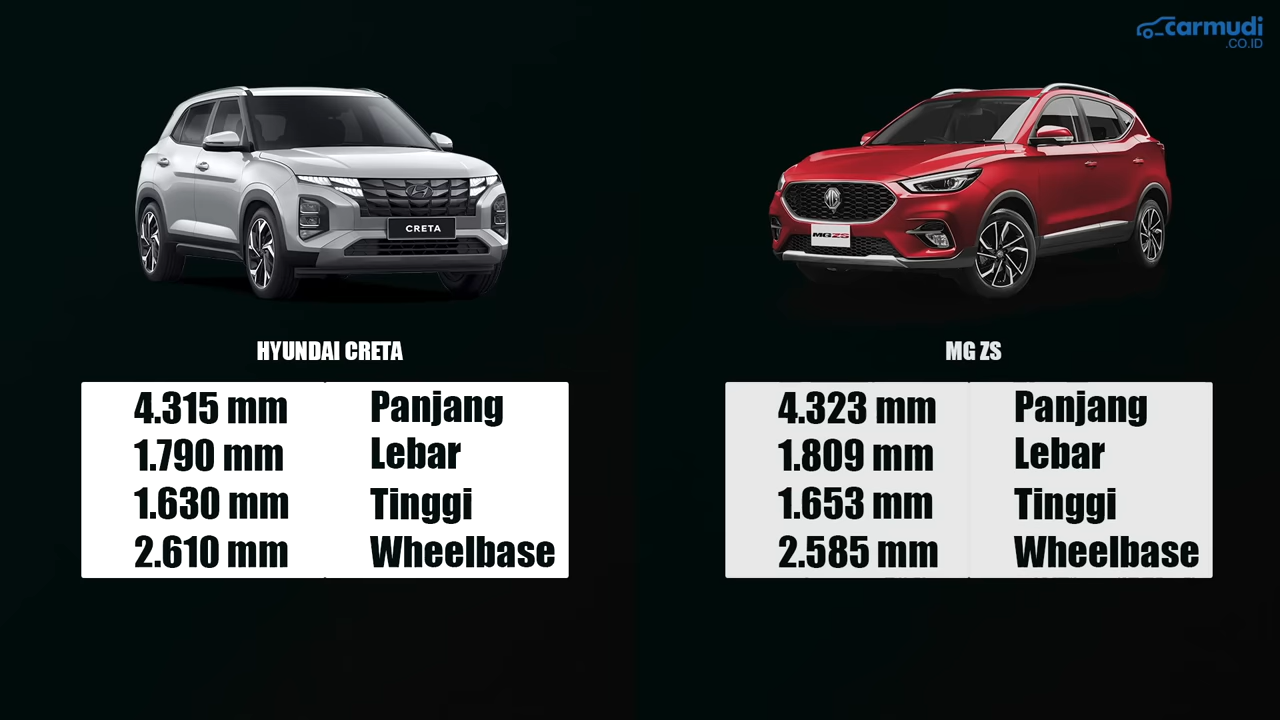 carmudi
.CO.ID
CRETA
MG ZS
HYUNDAI CRETA
4.315 mm Panjang
1.790 mm Lebar
1.630 mm Tinggi
2.610 mm Wheelbase
MG ZS
4.323 mm Panjang
1.809 mm Lebar
1.653 mm Tinggi
2.585 mm Wheelbase